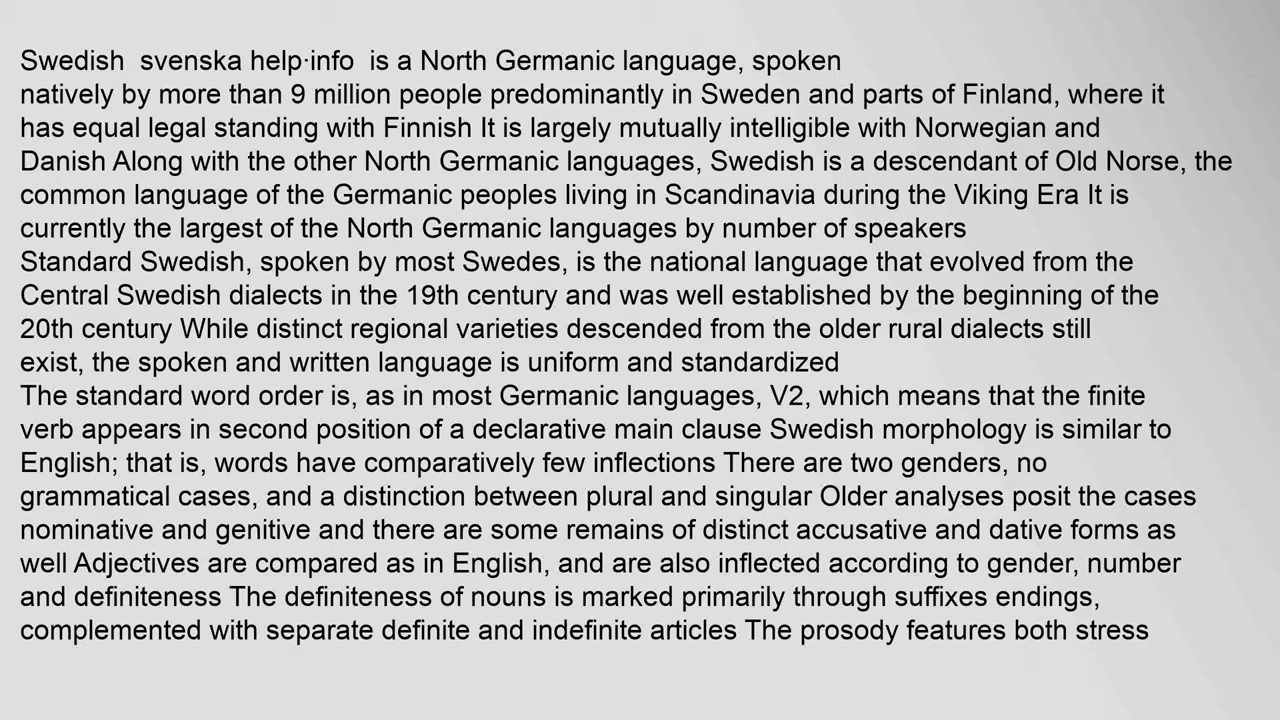 Swedish  svenska help·info  is a North Germanic language, spoken
natively by more than 9 million people predominantly in Sweden and parts of Finland, where it
has equal legal standing with Finnish It is largely mutually intelligible with Norwegian and
Danish Along with the other North Germanic languages, Swedish is a descendant of Old Norse, the
common language of the Germanic peoples living in Scandinavia during the Viking Era It is
currently the largest of the North Germanic languages by number of speakers
Standard Swedish, spoken by most Swedes, is the national language that evolved from the
Central Swedish dialects in the 19th century and was well established by the beginning of the
20th century While distinct regional varieties descended from the older rural dialects still
exist, the spoken and written language is uniform and standardized
The standard word order is, as in most Germanic languages, V2, which means that the finite
verb appears in second position of a declarative main clause Swedish morphology is similar to
English; that is, words have comparatively few inflections There are two genders, no
grammatical cases, and a distinction between plural and singular Older analyses posit the cases
nominative and genitive and there are some remains of distinct accusative and dative forms as
well Adjectives are compared as in English, and are also inflected according to gender, number
and definiteness The definiteness of nouns is marked primarily through suffixes endings,
complemented with separate definite and indefinite articles The prosody features both stress